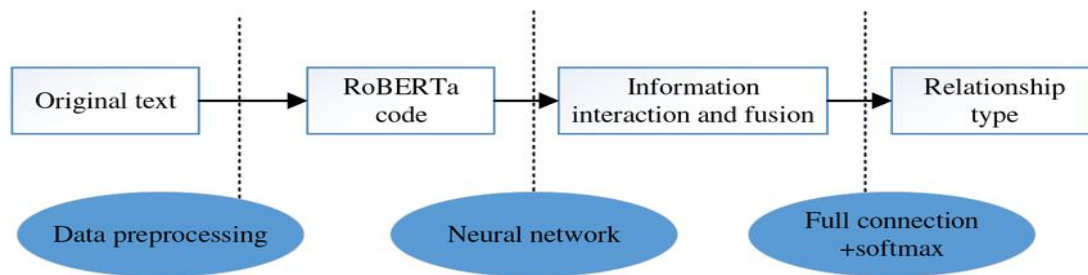 Original text
RoBERTa
code
Information
interaction and fusion
Relationship
type
Data preprocessing
Neural network
Full connection
+softmax